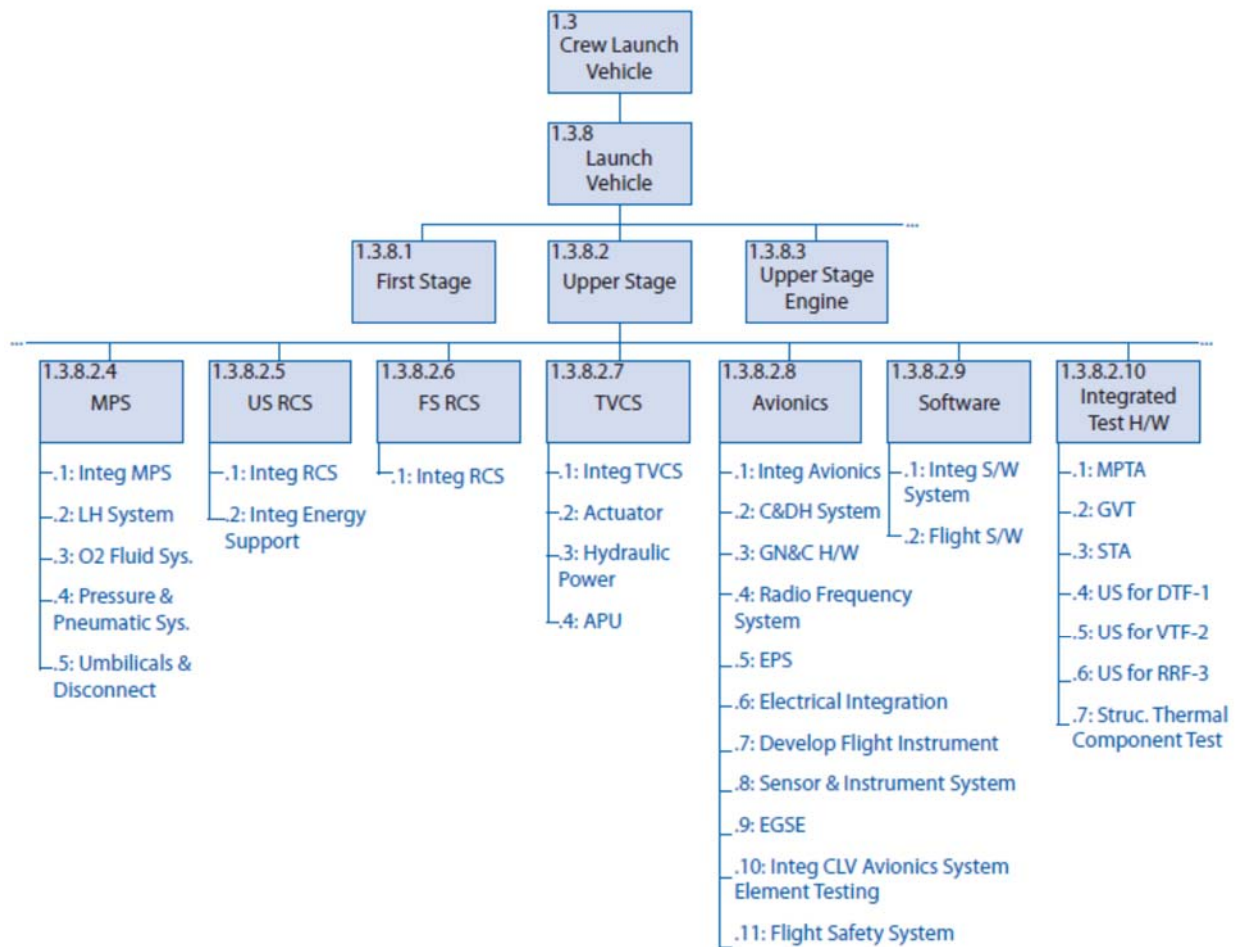 1.3
Crew Launch
Vehicle
1.3.8
Launch
Vehicle
...
1.3.8.1
First Stage
1.3.8.2
Upper Stage
1.3.8.3
Upper Stage
Engine
...
...
1.3.8.2.4
MPS
.1: Integ MPS
.2: LH System
.3: O2 Fluid Sys.
.4: Pressure &
Pneumatic Sys.
.5: Umbilicals &
Disconnect
1.3.8.2.5
US RCS
.1: Integ RCS
.2: Integ Energy
Support
1.3.8.2.6
FS RCS
.1: Integ RCS
1.3.8.2.7
TVCS
.1: Integ TVCS
.2: Actuator
.3: Hydraulic
Power
.4: APU
1.3.8.2.8
Avionics
.1: Integ Avionics
.2: C&DH System
.3: GN&C H/W
.4: Radio Frequency
System
.5: EPS
.6: Electrical Integration
.7: Develop Flight Instrument
.8: Sensor & Instrument System
.9: EGSE
.10: Integ CLV Avionics System
Element Testing
.11: Flight Safety System
1.3.8.2.9
Software
.1: Integ S/W
System
.2: Flight S/W
1.3.8.2.10
Integrated
Test H/W
.1: MPTA
.2: GVT
.3: STA
.4: US for DTF-1
.5: US for VTF-2
.6: US for RRF-3
.7: Struc. Thermal
Component Test